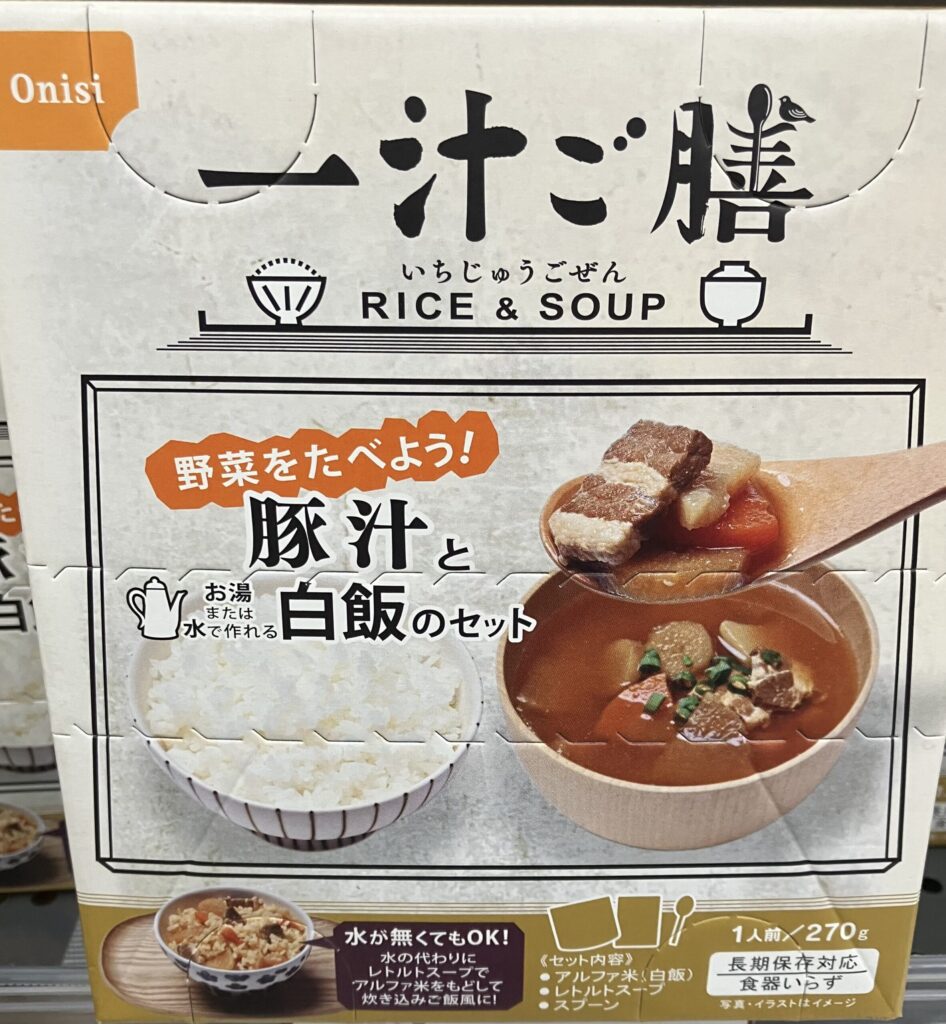 Onisi
一汁ご膳
いちじゅうごぜん
RICE & SOUP
野菜をたべよう!
豚汁と
お湯
または
水で作れる
白飯のセット
水が無くてもOK!
水の代わりに
レトルトスープで
アルファ米をもどして
炊き込みご飯風に!
《セット内容》
●アルファ米(白飯)
●レトルトスープ
●スプーン
1人前/270g
長期保存対応
食器いらず
写真・イラストはイメージ